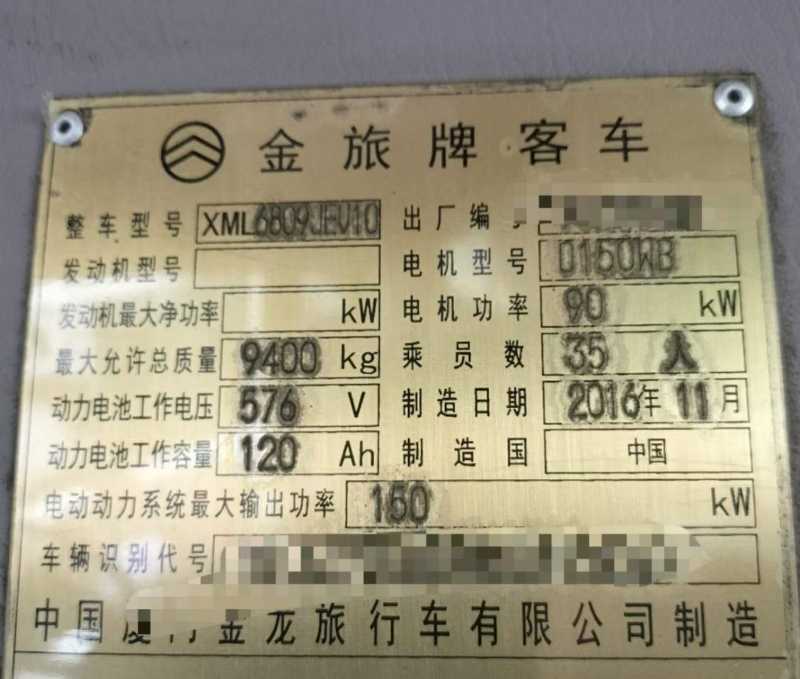 金旅牌客车
整车型号 XML6809JEV10 出厂编
发动机型号 电机型号 D150WB
发动机最大净功率 kW 电机功率 90 kW
最大允许总质量 9400 kg 乘员数 35 人
动力电池工作电压 576 V 制造日期 2016年11月
动力电池工作容量 120 Ah 制造国 中国
电动动力系统最大输出功率 150 kW
车辆识别代号
中国 金龙旅行车有限公司制造